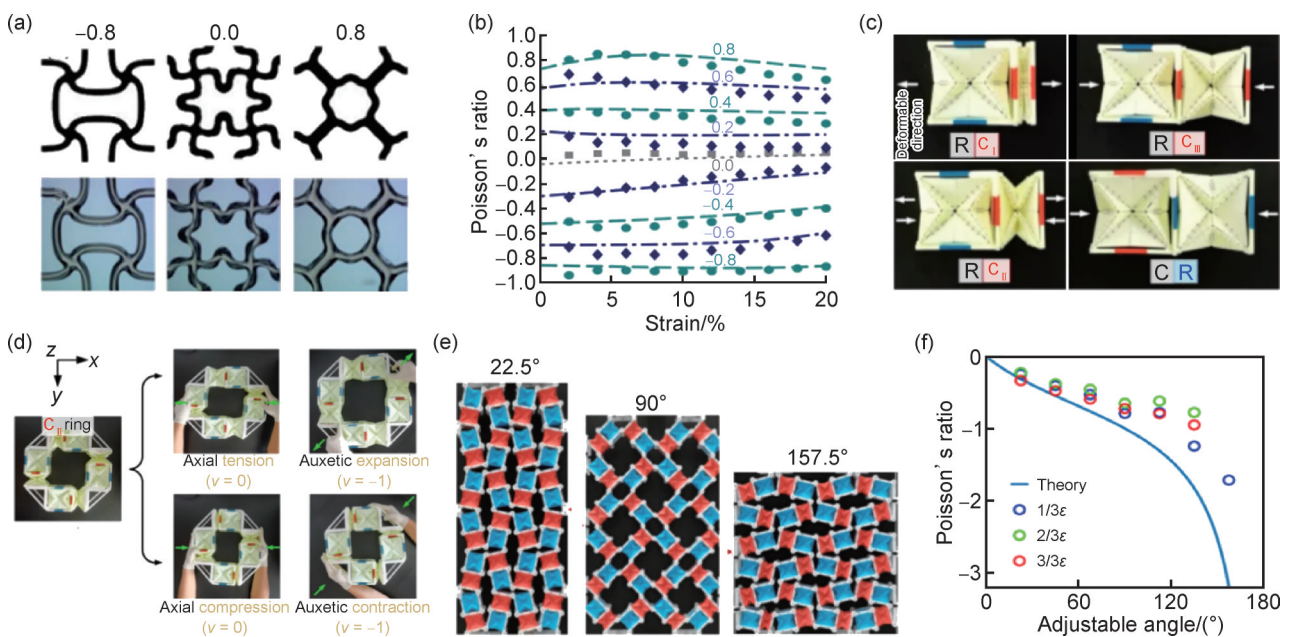 (a)
−0.8
0.0
0.8
(b)
Poisson's ratio
1.0
0.8
0.6
0.4
0.2
0.0
−0.1
−0.3
−0.5
−0.6
−0.8
−1.0
0.8
0.6
0.4
0.2
0.0
−0.2
−0.4
−0.6
−0.8
0
5
10
15
20
Strain/%
(c)
Deformable
direction
R C I
R C III
R C II
C R
(d)
z
x
y
C II ring
Axial tension
(v = 0)
Auxetic expansion
(v = −1)
Axial compression
(v = 0)
Auxetic contraction
(v = −1)
(e)
22.5°
90°
157.5°
(f)
Poisson's ratio
0
−1
−2
−3
Theory
1/3ε
2/3ε
3/3ε
0
60
120
180
Adjustable angle/(°)